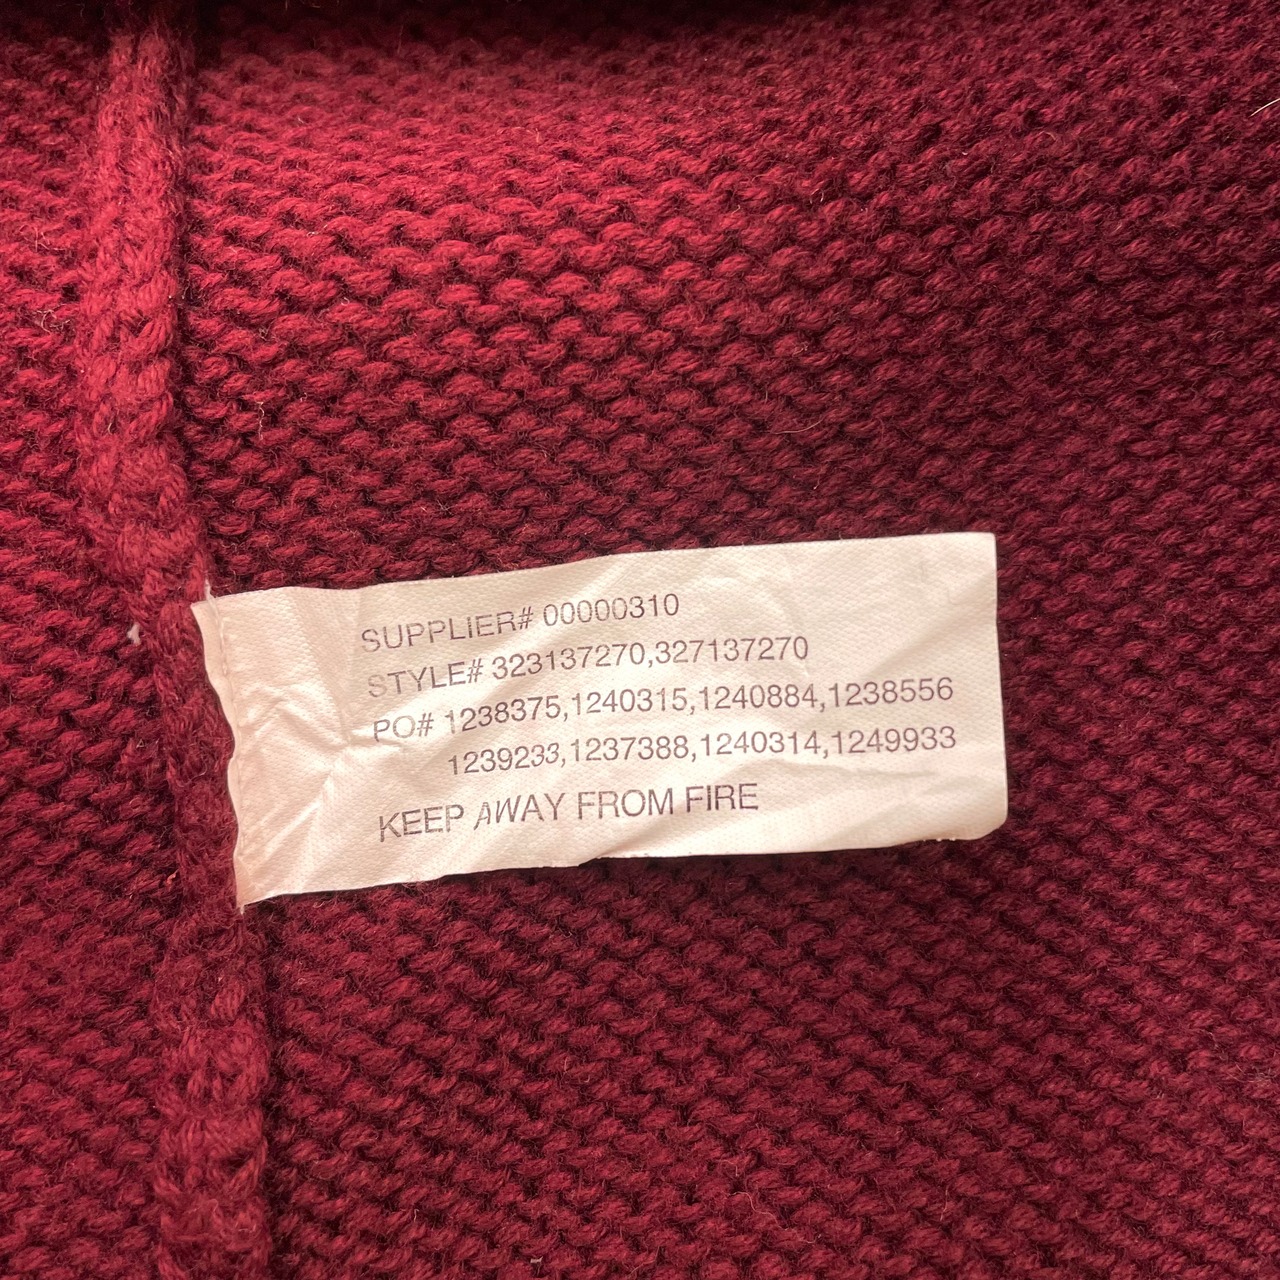 SUPPLIER# 00000310
STYLE# 323137270,327137270
PO# 1238375,1240315,1240884,1238556
1239233,1237388,1240314,1249933
KEEP AWAY FROM FIRE